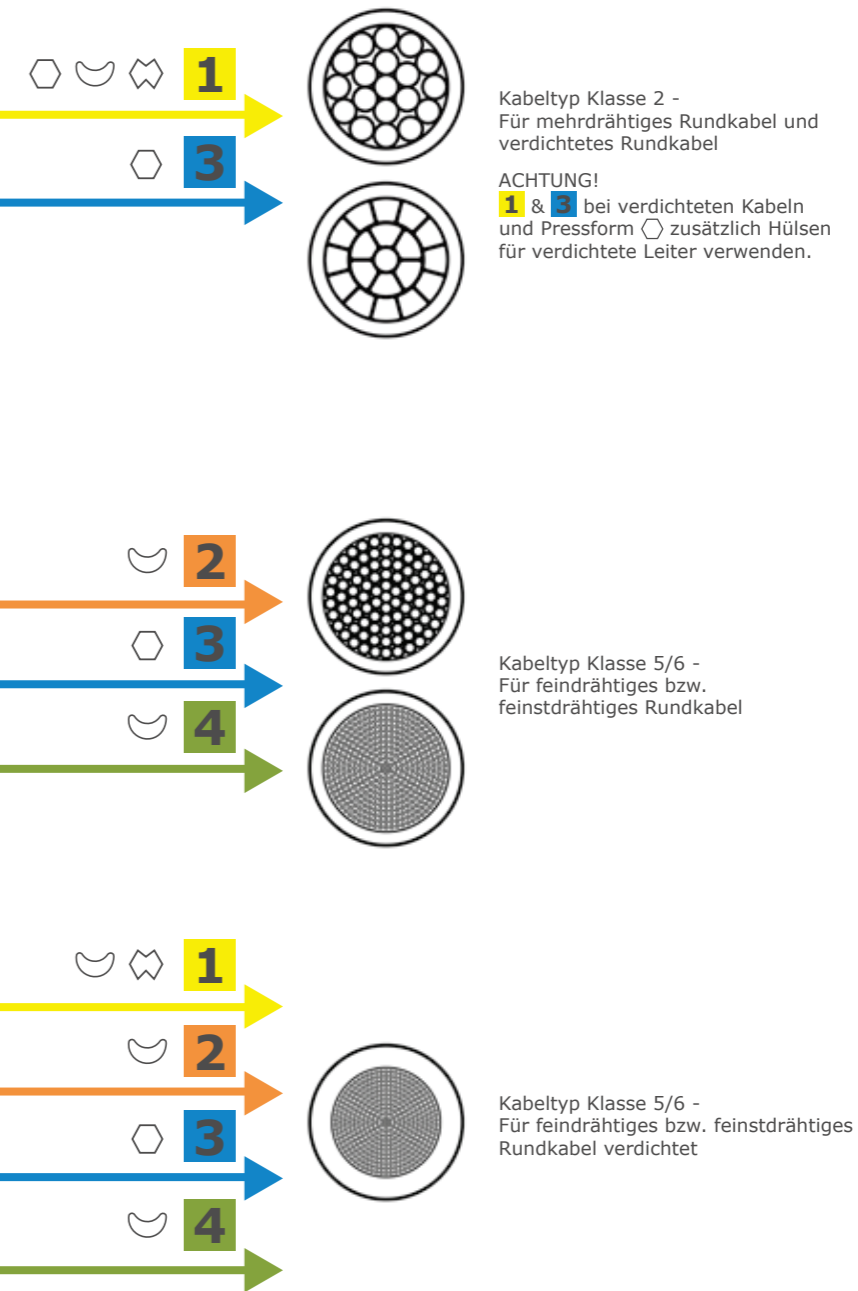 1
3
Kabeltyp Klasse 2 -
Für mehrdrähtiges Rundkabel und
verdichtetes Rundkabel
ACHTUNG!
1 & 3 bei verdichteten Kabeln
und Pressform zusätzlich Hülsen
für verdichtete Leiter verwenden.
2
3
4
Kabeltyp Klasse 5/6 -
Für feindrähtiges bzw.
feinstdrähtiges Rundkabel
1
2
3
4
Kabeltyp Klasse 5/6 -
Für feindrähtiges bzw. feinstdrähtiges
Rundkabel verdichtet